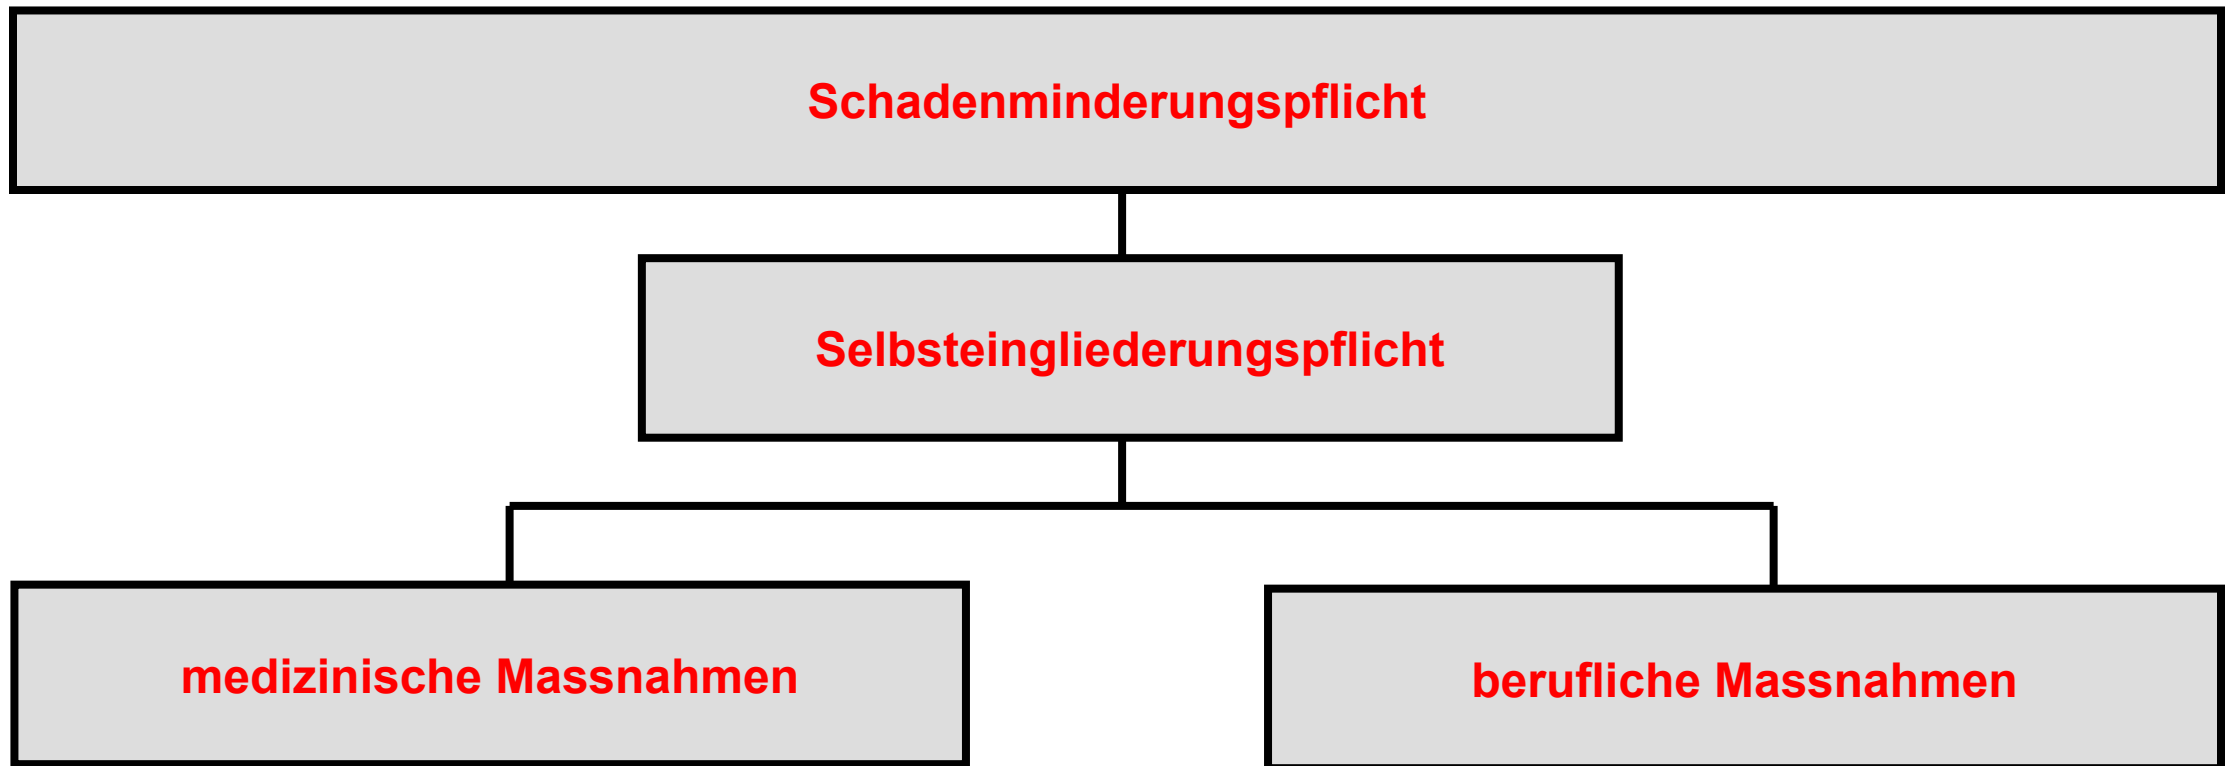 Schadenminderungspflicht
Selbsteingliederungspflicht
medizinische Massnahmen
berufliche Massnahmen